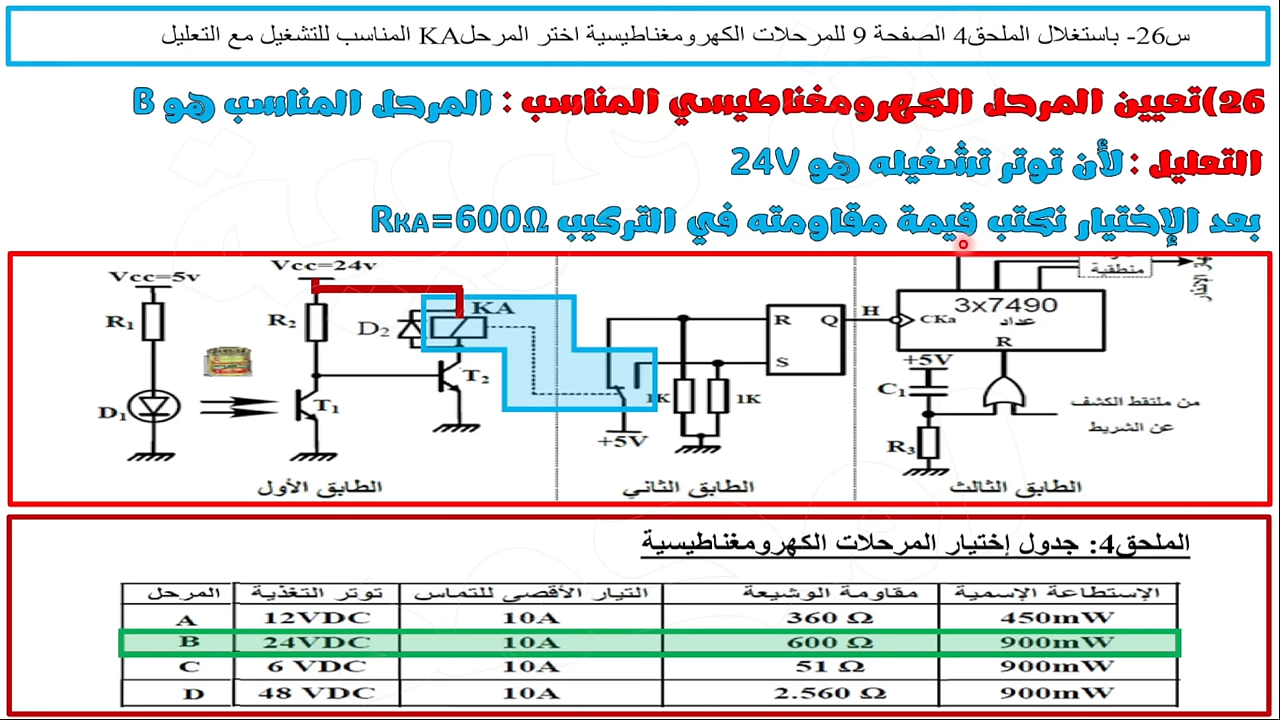 س26- باستغلال الملحق4 الصفحة 9 للمرحلات الكهرومغناطيسية اختر المرحلKA المناسب للتشغيل مع التعليل
26)تعيين المرحل الكهرومغناطيسي المناسب : المرحل المناسب هو B
التعليل : لأن توتر تشغيله هو 24V
بعد الإختيار نكتب قيمة مقاومته في التركيب RKA=600Ω
Vcc=5v
Vcc=24v
R1
R2
D2
KA
D1
T1
T2
1K
1K
+5V
R
Q
S
H
CKa
3x7490
عداد
R
منطقية
+5V
C1
R3
من ملتقط الكشف
عن الشريط
الطابق الأول
الطابق الثاني
الطابق الثالث
الملحق4: جدول إختيار المرحلات الكهرومغناطيسية
المرحل توتر التغذية التيار الأقصى للتماس مقاومة الوشيعة الإستطاعة الإسمية
A 12VDC 10A 360 Ω 450mW
B 24VDC 10A 600 Ω 900mW
C 6 VDC 10A 51 Ω 900mW
D 48 VDC 10A 2.560 Ω 900mW